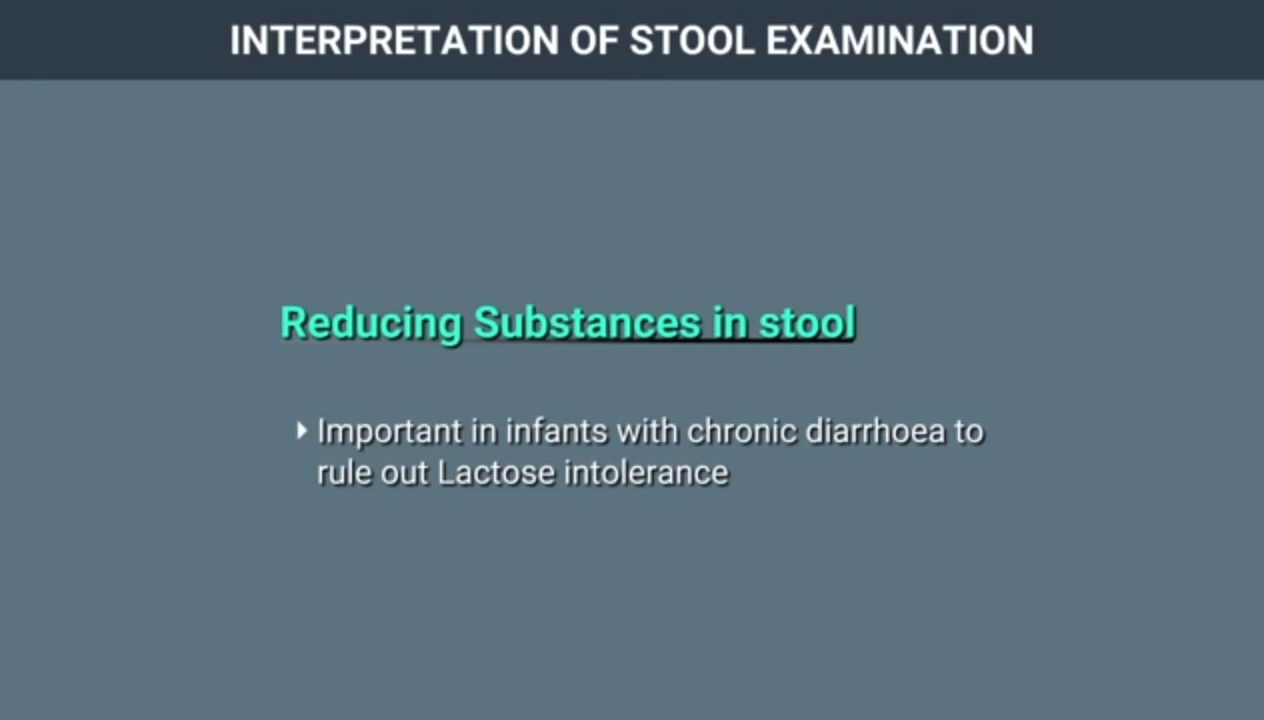 INTERPRETATION OF STOOL EXAMINATION
Reducing Substances in stool
Important in infants with chronic diarrhoea to
rule out Lactose intolerance